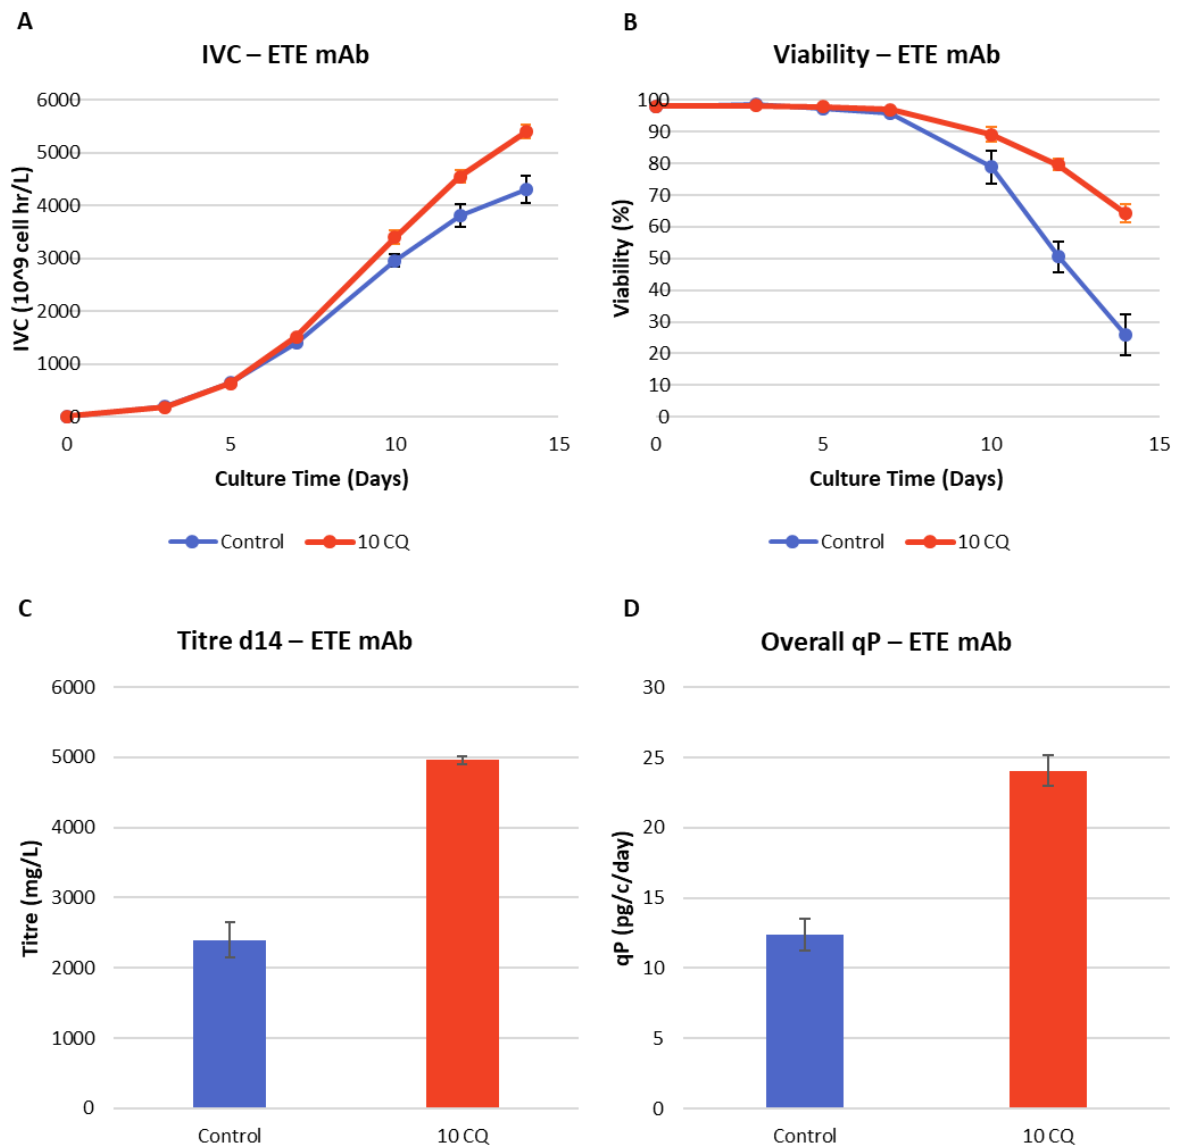 A
IVC – ETE mAb
IVC (10^9 cell hr/L)
6000
5000
4000
3000
2000
1000
0
0 5 10 15
Culture Time (Days)
Control 10 CQ
B
Viability – ETE mAb
Viability (%)
100
90
80
70
60
50
40
30
20
10
0
0 5 10 15
Culture Time (Days)
Control 10 CQ
C
Titre d14 – ETE mAb
Titre (mg/L)
6000
5000
4000
3000
2000
1000
0
Control 10 CQ
D
Overall qP – ETE mAb
qP (pg/c/day)
30
25
20
15
10
5
0
Control 10 CQ